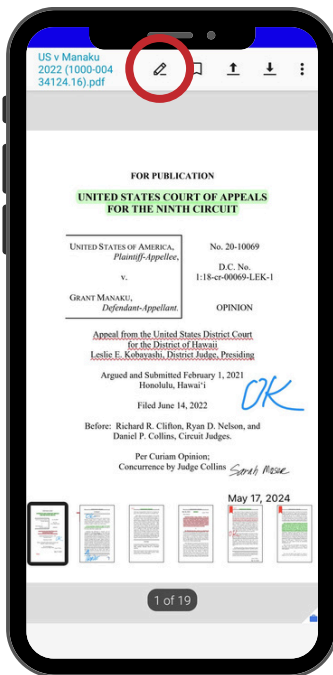 US v Manaku
2022 (1000-004
34124.16).pdf
FOR PUBLICATION
UNITED STATES COURT OF APPEALS
FOR THE NINTH CIRCUIT
UNITED STATES OF AMERICA,
Plaintiff-Appellee,
v.
GRANT MANAKU,
Defendant-Appellant.
No. 20-10069
D.C. No.
1:18-cr-00069-LEK-1
OPINION
Appeal from the United States District Court
for the District of Hawaii
Leslie E. Kobayashi, District Judge, Presiding
Argued and Submitted February 1, 2021
Honolulu, Hawai‘i
OK
Filed June 14, 2022
Before: Richard R. Clifton, Ryan D. Nelson, and
Daniel P. Collins, Circuit Judges.
Per Curiam Opinion;
Concurrence by Judge Collins
Sarah Mosue
May 17, 2024
1 of 19